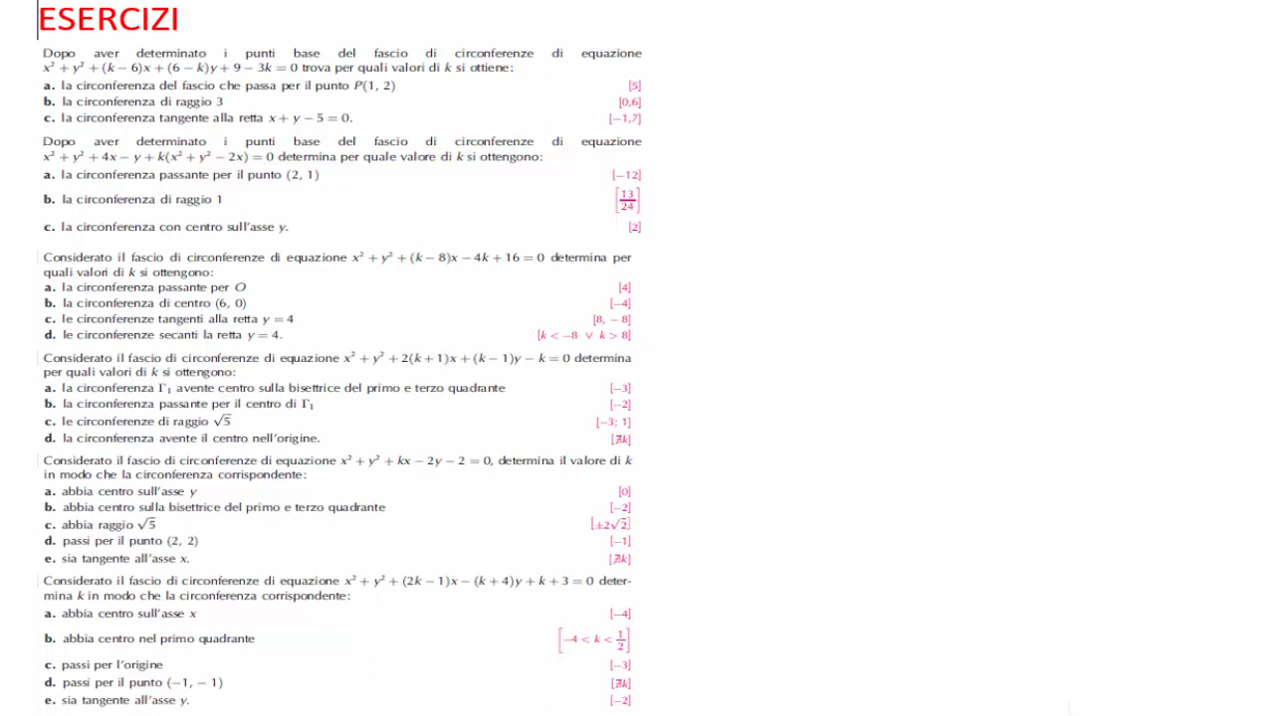 ESERCIZI
Dopo aver determinato i punti base del fascio di circonferenze di equazione
x² + y² + (k − 6)x + (6 − k)y + 9 − 3k = 0 trova per quali valori di k si ottiene:
a. la circonferenza del fascio che passa per il punto P(1, 2) [5]
b. la circonferenza di raggio 3 [0,6]
c. la circonferenza tangente alla retta x + y − 5 = 0. [−1,7]
Dopo aver determinato i punti base del fascio di circonferenze di equazione
x² + y² + 4x − y + k(x² + y² − 2x) = 0 determina per quale valore di k si ottengono:
a. la circonferenza passante per il punto (2, 1) [−12]
b. la circonferenza di raggio 1 [13/24]
c. la circonferenza con centro sull'asse y. [2]
Considerato il fascio di circonferenze di equazione x² + y² + (k − 8)x − 4k + 16 = 0 determina per
quali valori di k si ottengono:
a. la circonferenza passante per O [4]
b. la circonferenza di centro (6, 0) [−4]
c. le circonferenze tangenti alla retta y = 4 [8, − 8]
d. le circonferenze secanti la retta y = 4. [k < −8 ∨ k > 8]
Considerato il fascio di circonferenze di equazione x² + y² + 2(k + 1)x + (k − 1)y − k = 0 determina
per quali valori di k si ottengono:
a. la circonferenza Γ₁ avente centro sulla bisettrice del primo e terzo quadrante [−3]
b. la circonferenza passante per il centro di Γ₁ [−2]
c. le circonferenze di raggio √5 [−3; 1]
d. la circonferenza avente il centro nell'origine. [∄k]
Considerato il fascio di circonferenze di equazione x² + y² + kx − 2y − 2 = 0, determina il valore di k
in modo che la circonferenza corrispondente:
a. abbia centro sull'asse y [0]
b. abbia centro sulla bisettrice del primo e terzo quadrante [−2]
c. abbia raggio √5 [±2√2]
d. passi per il punto (2, 2) [−1]
e. sia tangente all'asse x. [∄k]
Considerato il fascio di circonferenze di equazione x² + y² + (2k − 1)x − (k + 4)y + k + 3 = 0 deter-
mina k in modo che la circonferenza corrispondente:
a. abbia centro sull'asse x [−4]
b. abbia centro nel primo quadrante [−4 < k < 1/2]
c. passi per l'origine [−3]
d. passi per il punto (−1, − 1) [∄k]
e. sia tangente all'asse y. [−2]